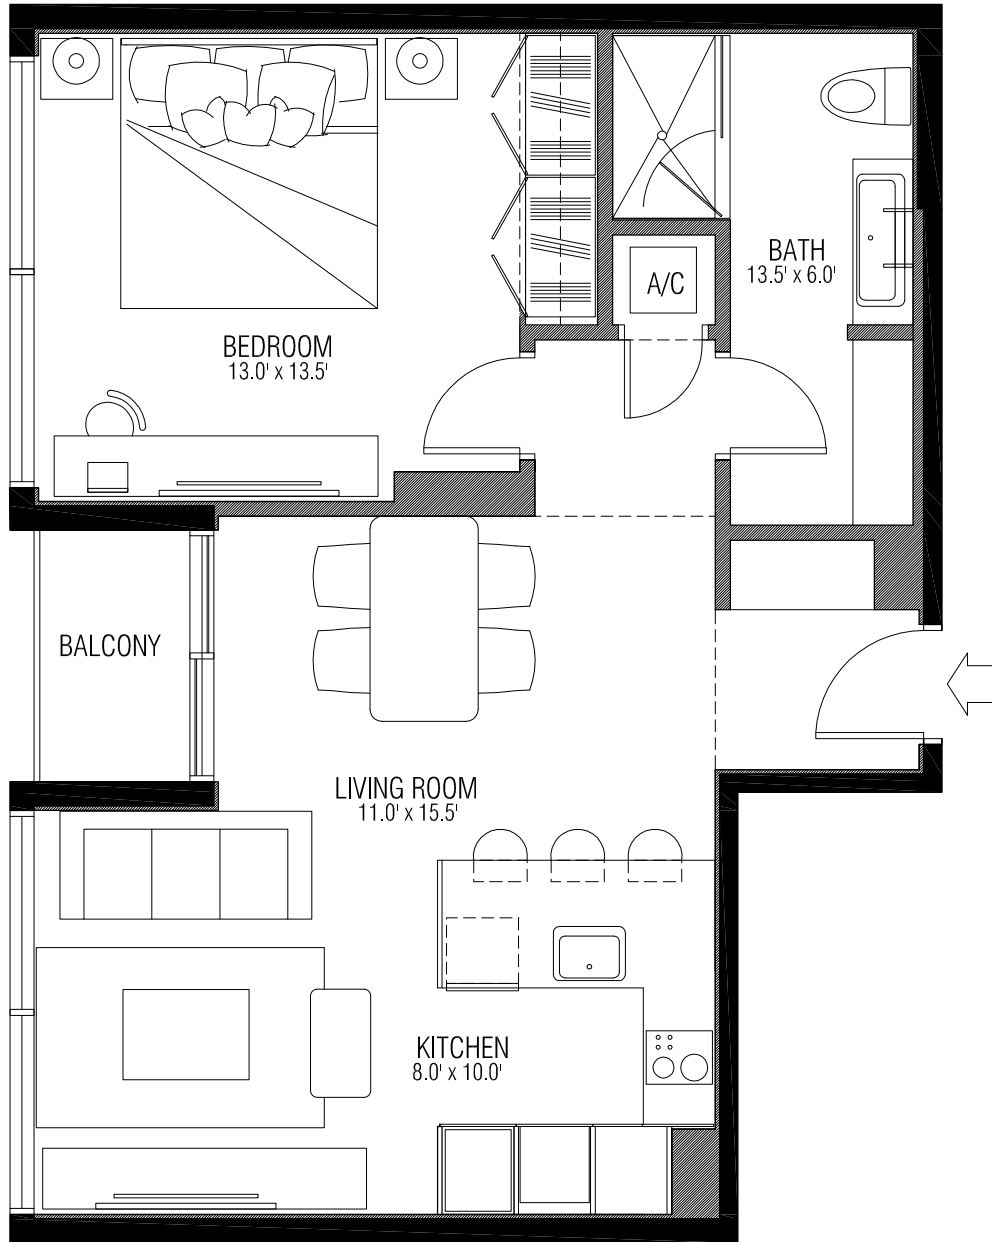 BATH
13.5' x 6.0'
A/C
BEDROOM
13.0' x 13.5'
BALCONY
LIVING ROOM
11.0' x 15.5'
KITCHEN
8.0' x 10.0'